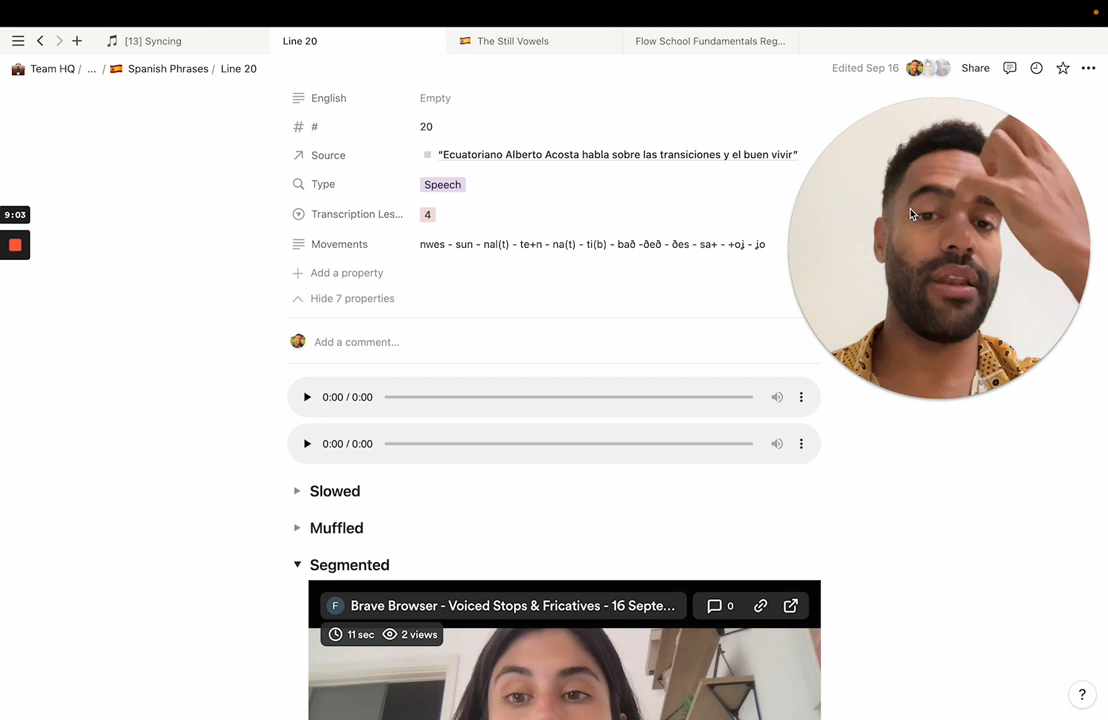 [13] Syncing
Line 20
The Still Vowels
Flow School Fundamentals Reg...
Team HQ / ... / Spanish Phrases / Line 20
Edited Sep 16
Share
English Empty
# # 20
Source “Ecuatoriano Alberto Acosta habla sobre las transiciones y el buen vivir”
Type Speech
9:03
Transcription Les... 4
Movements nwes - sun - nal(t) - te+n - na(t) - ti(b) - bað -ðeð - ðes - sa+ - +oʝ - ʝo
Add a property
Hide 7 properties
Add a comment...
0:00 / 0:00
0:00 / 0:00
Slowed
Muffled
Segmented
F Brave Browser - Voiced Stops & Fricatives - 16 Septe...
0
11 sec 2 views
?